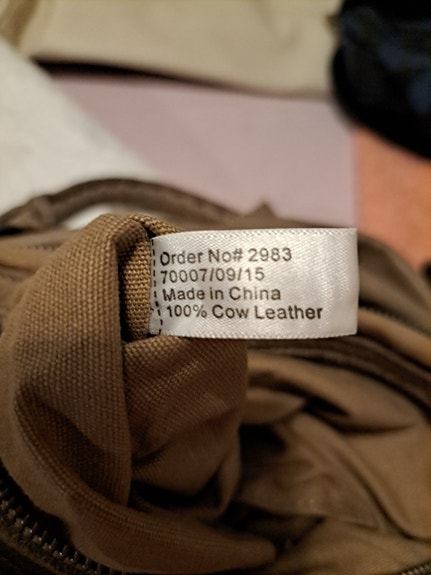 Order No# 2983
70007/09/15
Made in China
100% Cow Leather